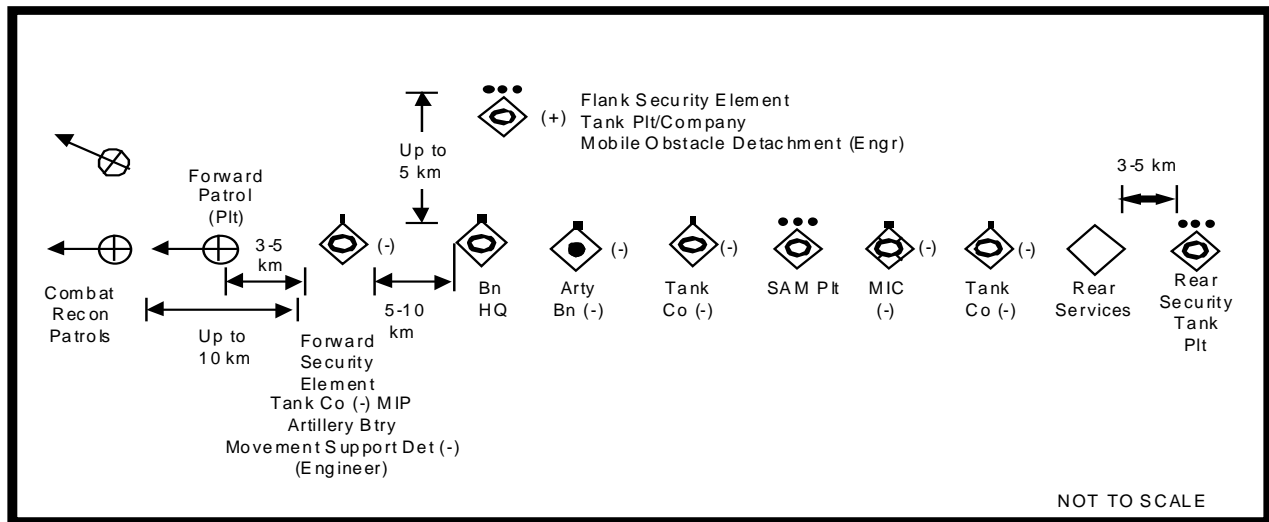 (+)
Flank Security Element
Tank Plt/Company
Mobile Obstacle Detachment (Engr)
Up to
5 km
3-5 km
Forward
Patrol
(Plt)
3-5
km
(-)
(-)
(-)
(-)
(-)
Combat
Recon
Patrols
Up to
10 km
Forward
Security
Element
Tank Co (-) MIP
Artillery Btry
Movement Support Det (-)
(Engineer)
5-10
km
Bn
HQ
Arty
Bn (-)
Tank
Co (-)
SAM Plt
MIC
(-)
Tank
Co (-)
Rear
Services
Rear
Security
Tank
Plt
NOT TO SCALE